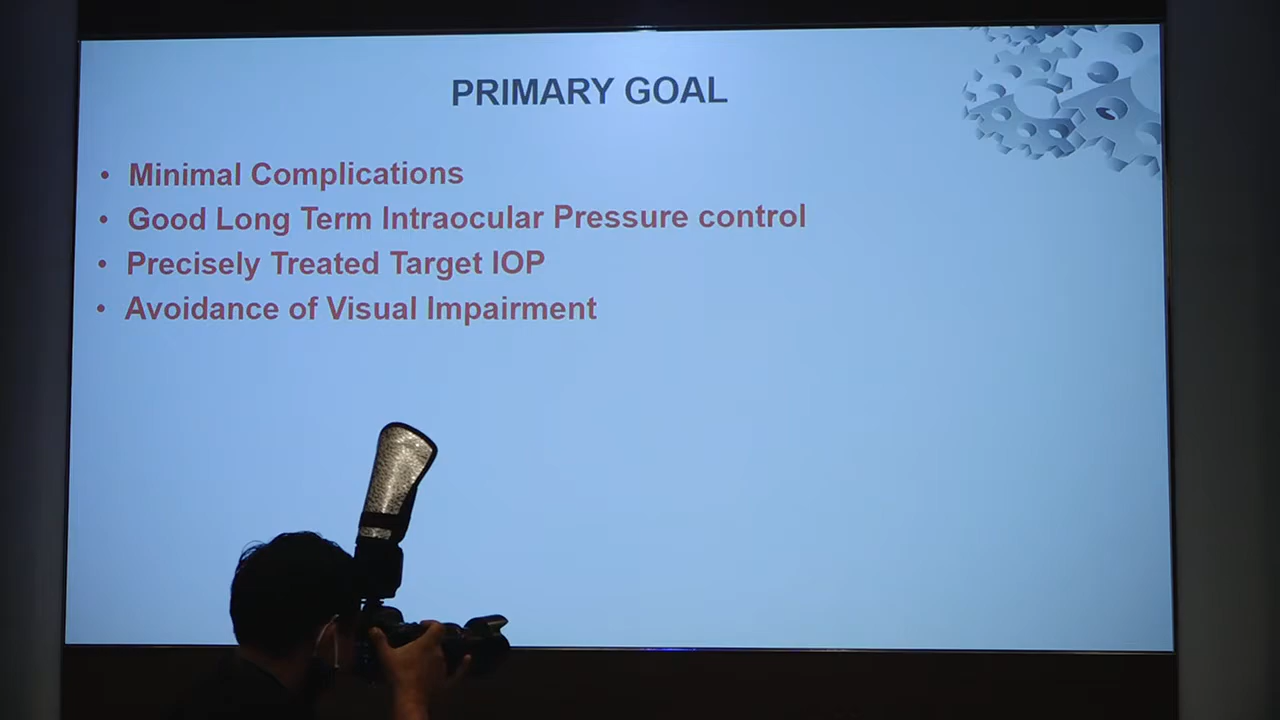 PRIMARY GOAL
• Minimal Complications
• Good Long Term Intraocular Pressure control
• Precisely Treated Target IOP
• Avoidance of Visual Impairment